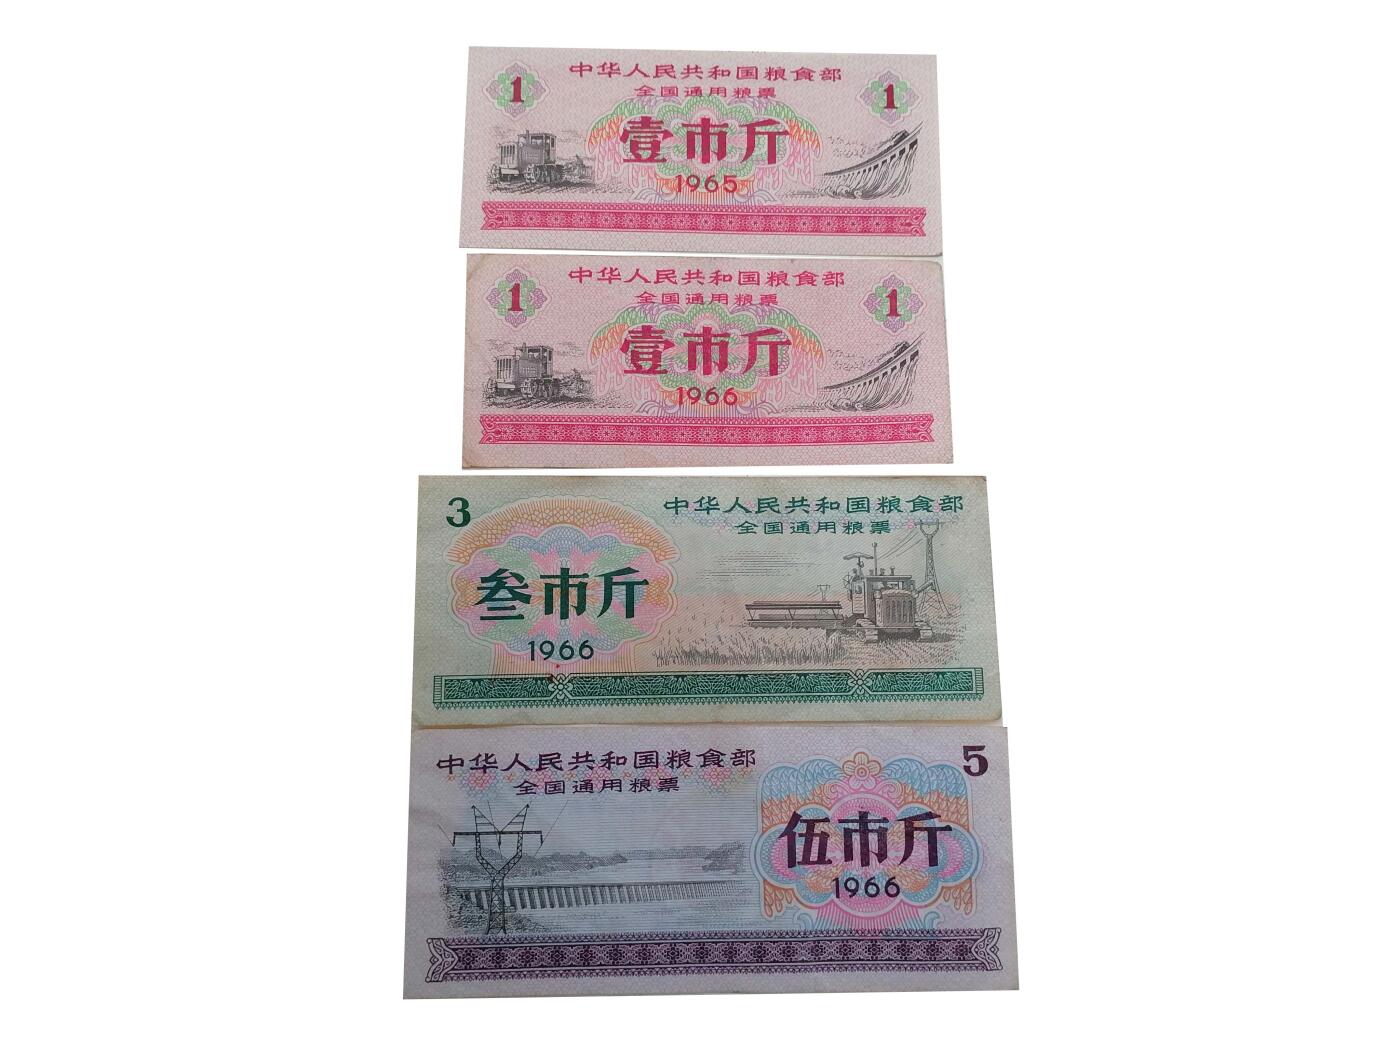 中华人民共和国粮食部
1 1
全国通用粮票
壹市斤
1965
中华人民共和国粮食部
1 1
全国通用粮票
壹市斤
1966
3 中华人民共和国粮食部
全国通用粮票
叁市斤
1966
中华人民共和国粮食部 5
全国通用粮票
伍市斤
1966